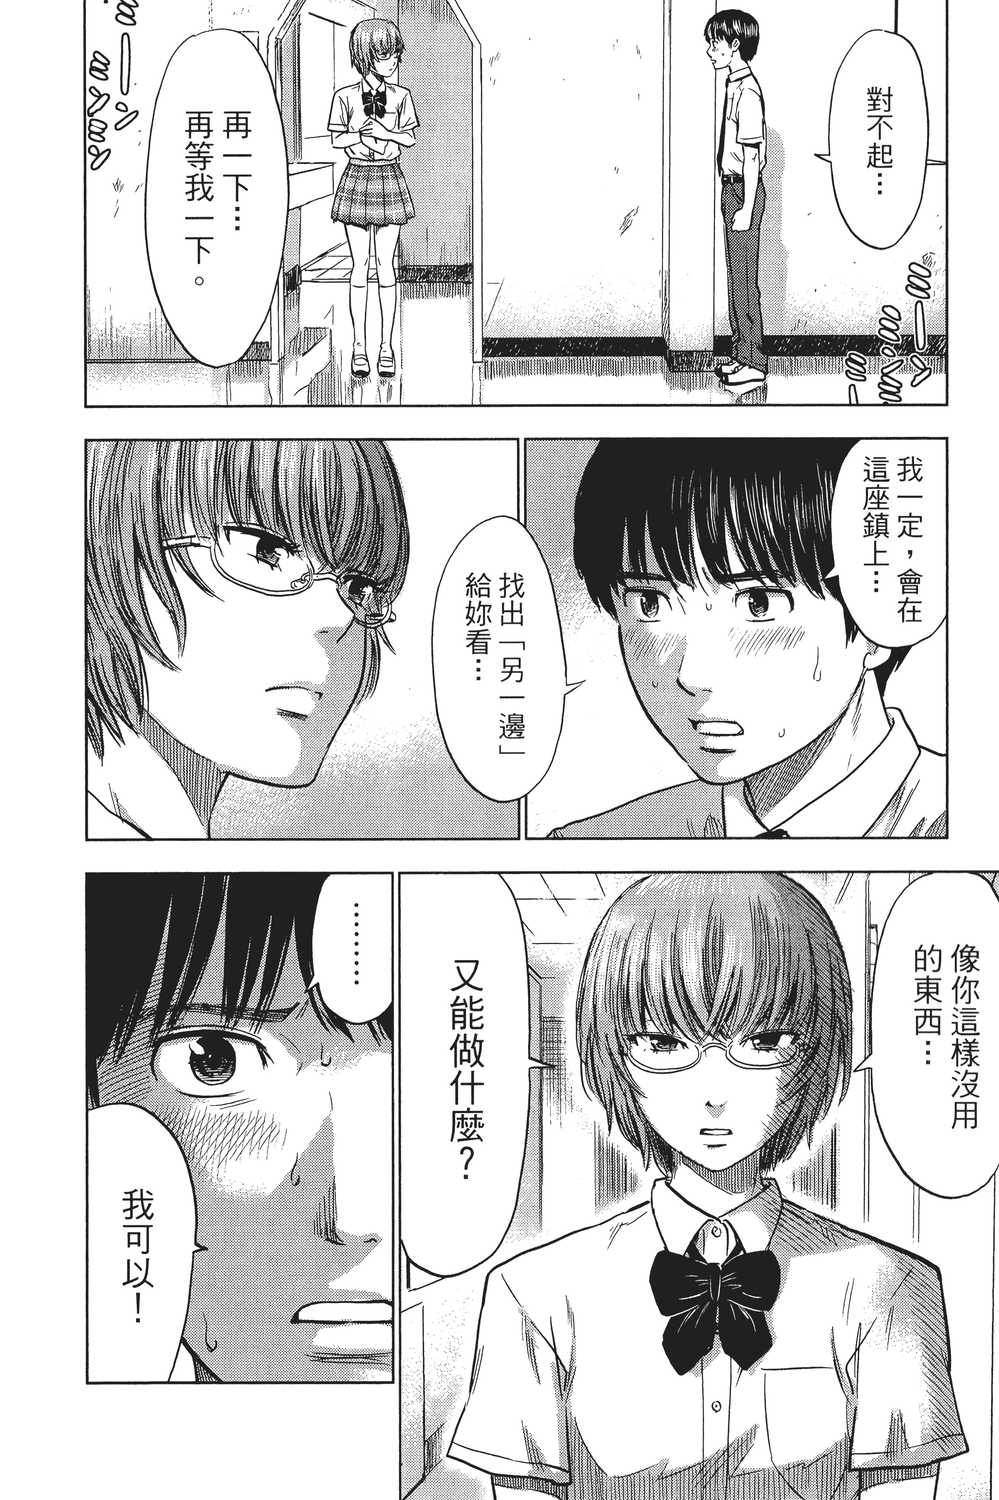 對不起…
再一下…
再等我一下。
我一定，會在
這座鎮上…
找出「另一邊」
給妳看…
像你這樣沒用
的東西…
又能做什麼？
………
我可以！